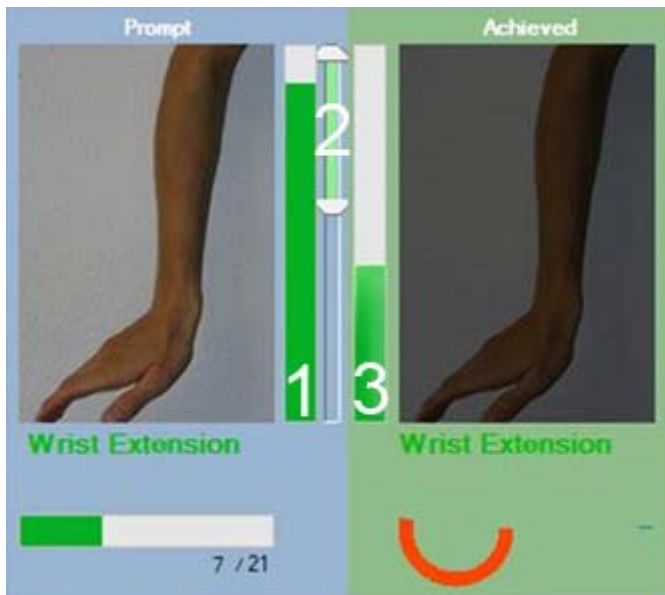 Prompt
Achieved
2
1
3
Wrist Extension
Wrist Extension
7 / 21